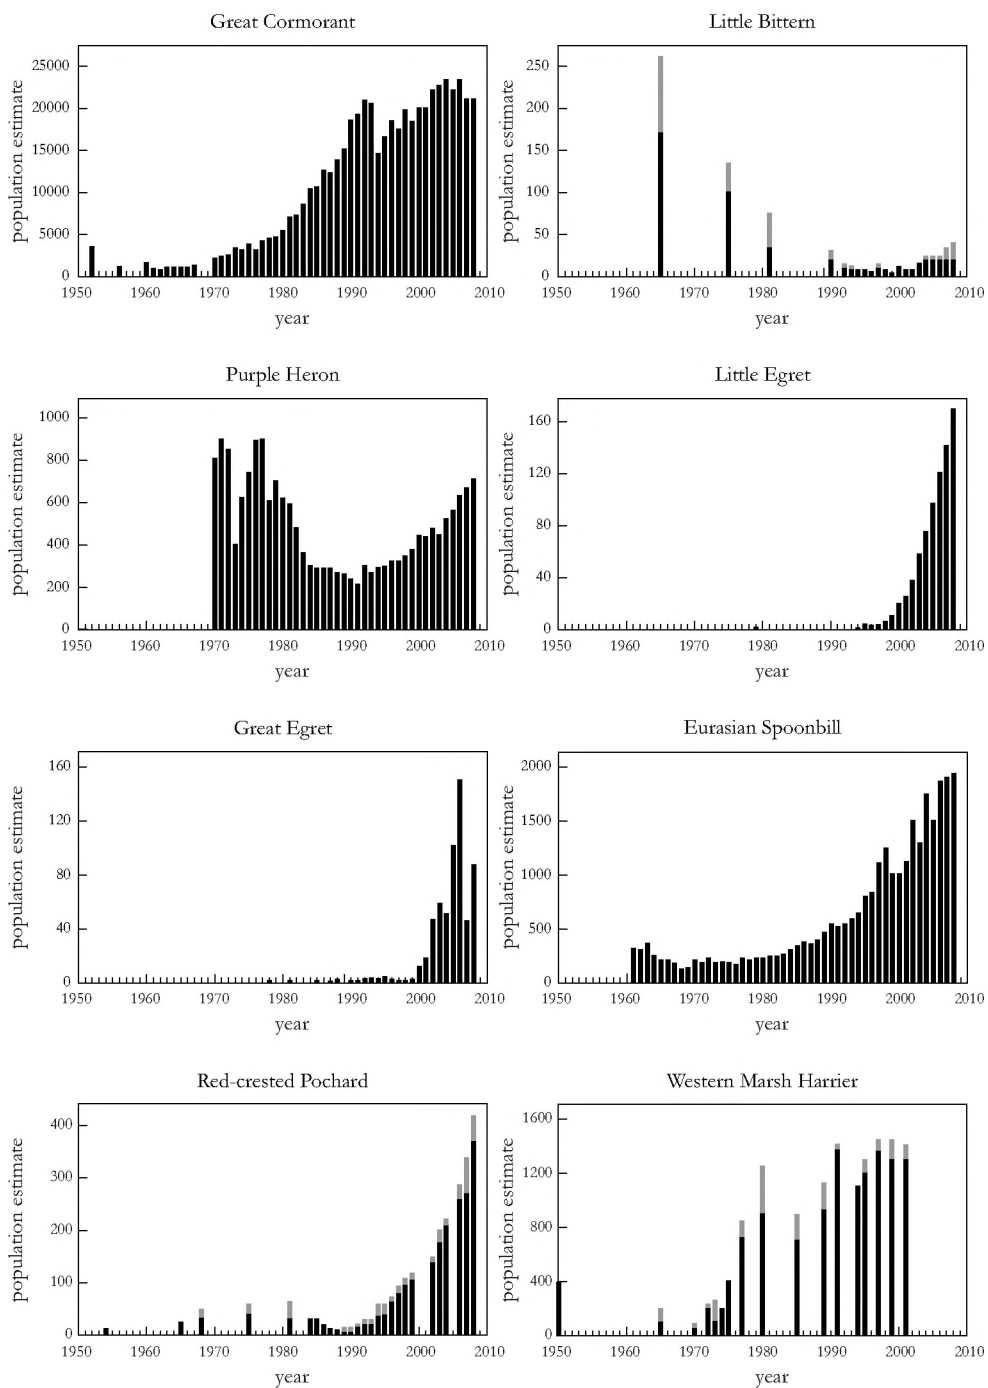 Great Cormorant
population estimate
25000
20000
15000
10000
5000
0
1950 1960 1970 1980 1990 2000 2010
year
Little Bittern
population estimate
250
200
150
100
50
0
1950 1960 1970 1980 1990 2000 2010
year
Purple Heron
population estimate
1000
800
600
400
200
0
1950 1960 1970 1980 1990 2000 2010
year
Little Egret
population estimate
160
120
80
40
0
1950 1960 1970 1980 1990 2000 2010
year
Great Egret
population estimate
160
120
80
40
0
1950 1960 1970 1980 1990 2000 2010
year
Eurasian Spoonbill
population estimate
2000
1500
1000
500
0
1950 1960 1970 1980 1990 2000 2010
year
Red-crested Pochard
population estimate
400
300
200
100
0
1950 1960 1970 1980 1990 2000 2010
year
Western Marsh Harrier
population estimate
1600
1200
800
400
0
1950 1960 1970 1980 1990 2000 2010
year